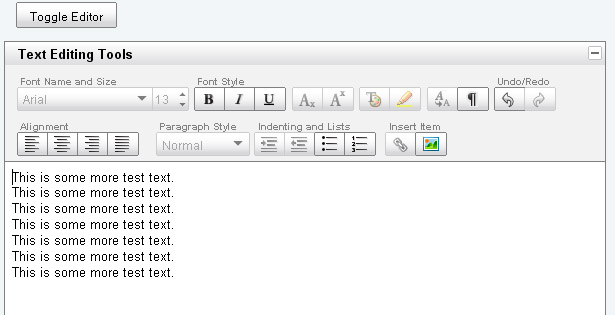 Toggle Editor
Text Editing Tools
Font Name and Size Font Style Undo/Redo
Arial 13 B I U Ax Ax A A ¶
Alignment Paragraph Style Indenting and Lists Insert Item
Normal
This is some more test text.
This is some more test text.
This is some more test text.
This is some more test text.
This is some more test text.
This is some more test text.
This is some more test text.